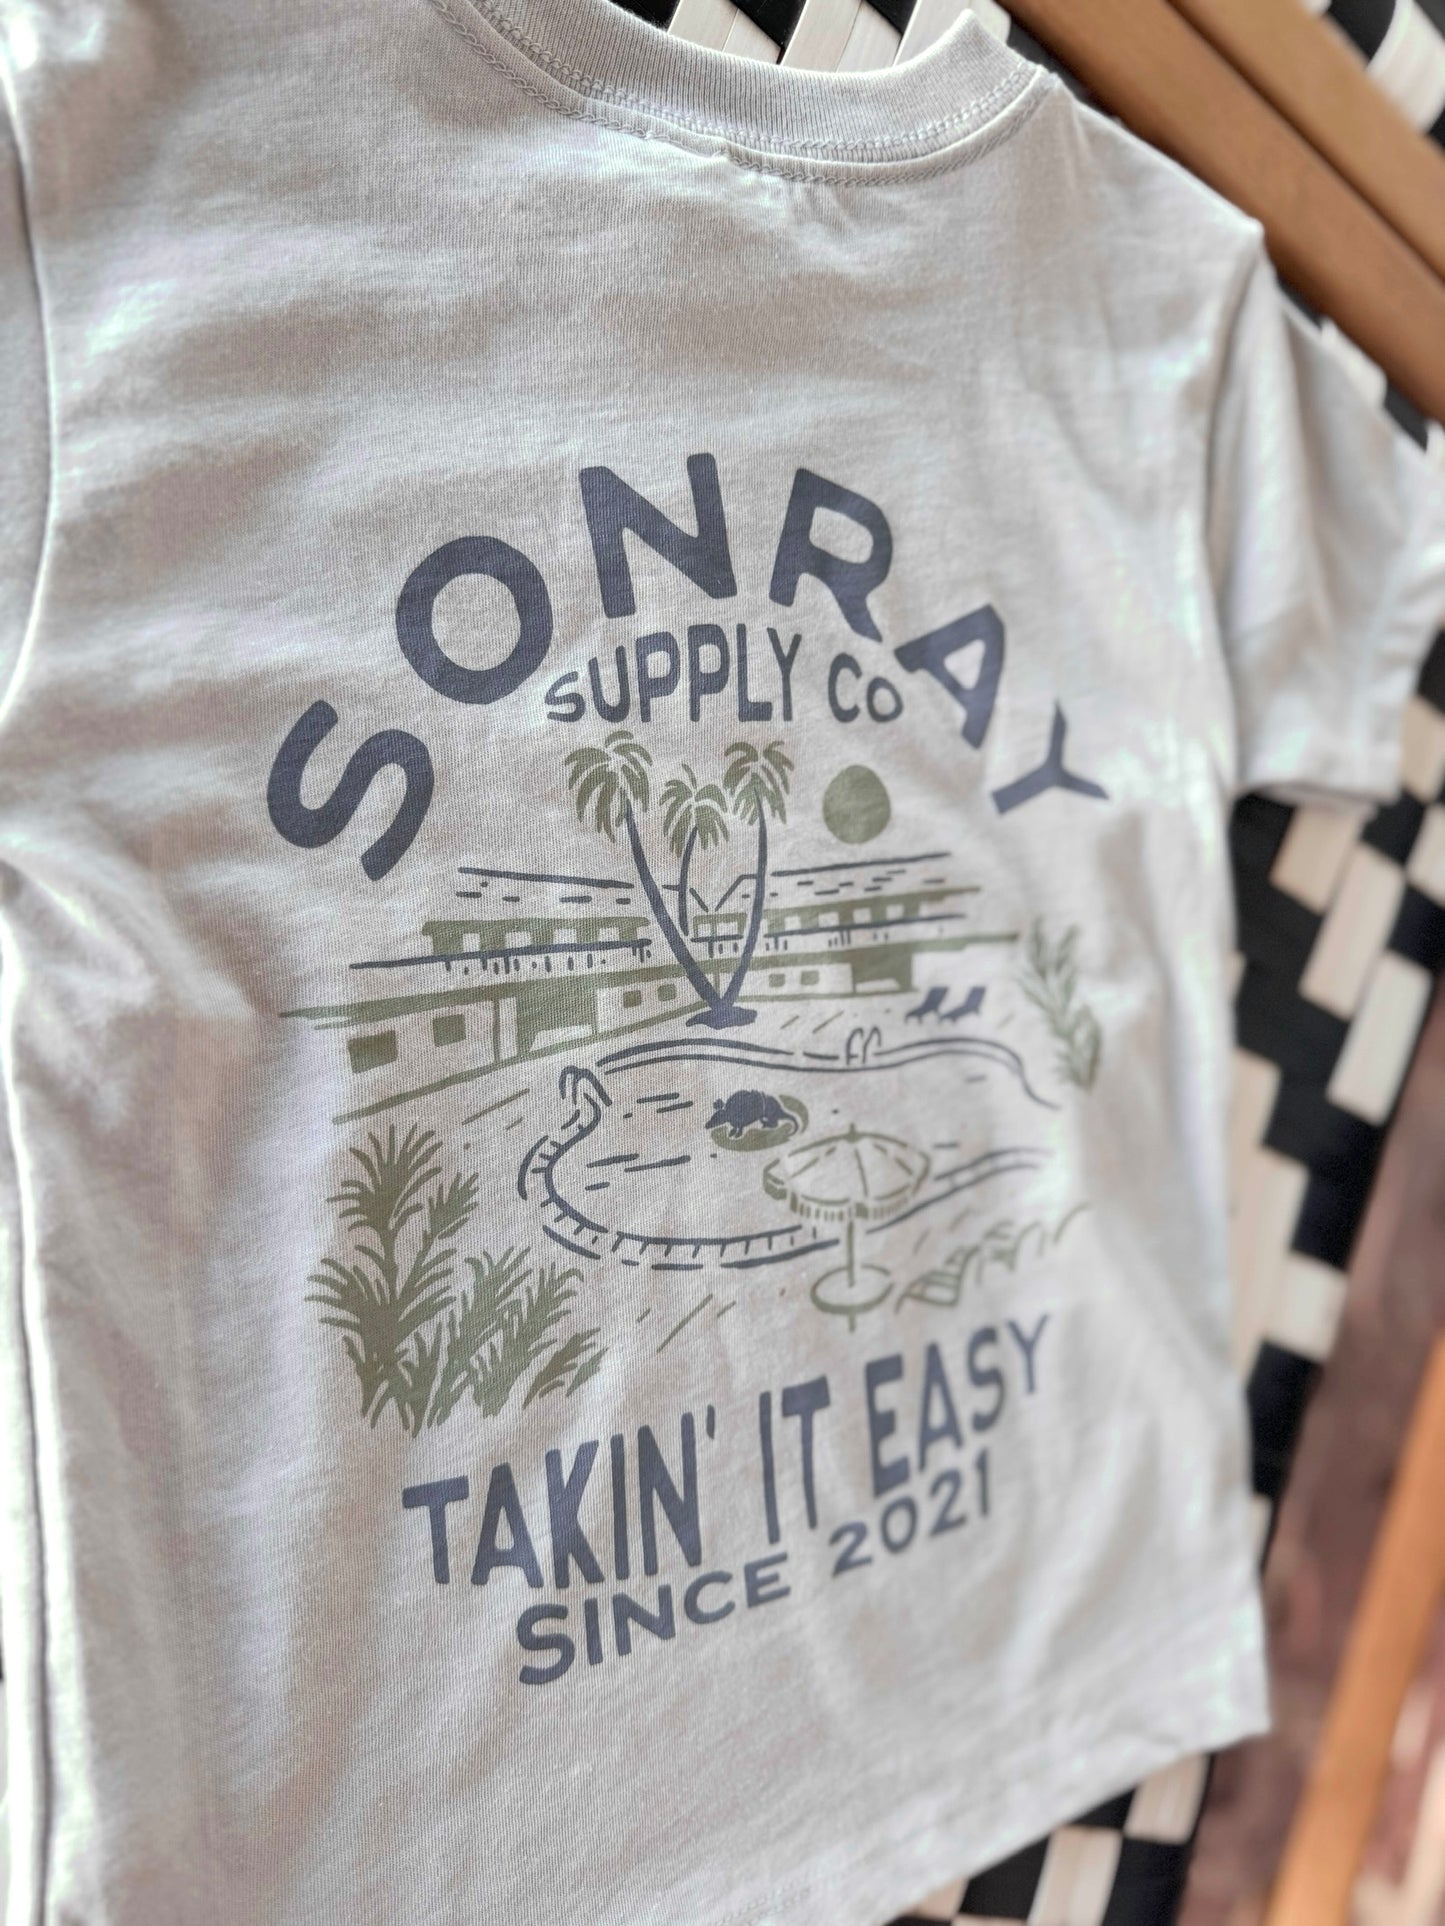 SONRAY
SUPPLY CO
TAKIN' IT EASY
SINCE 2021